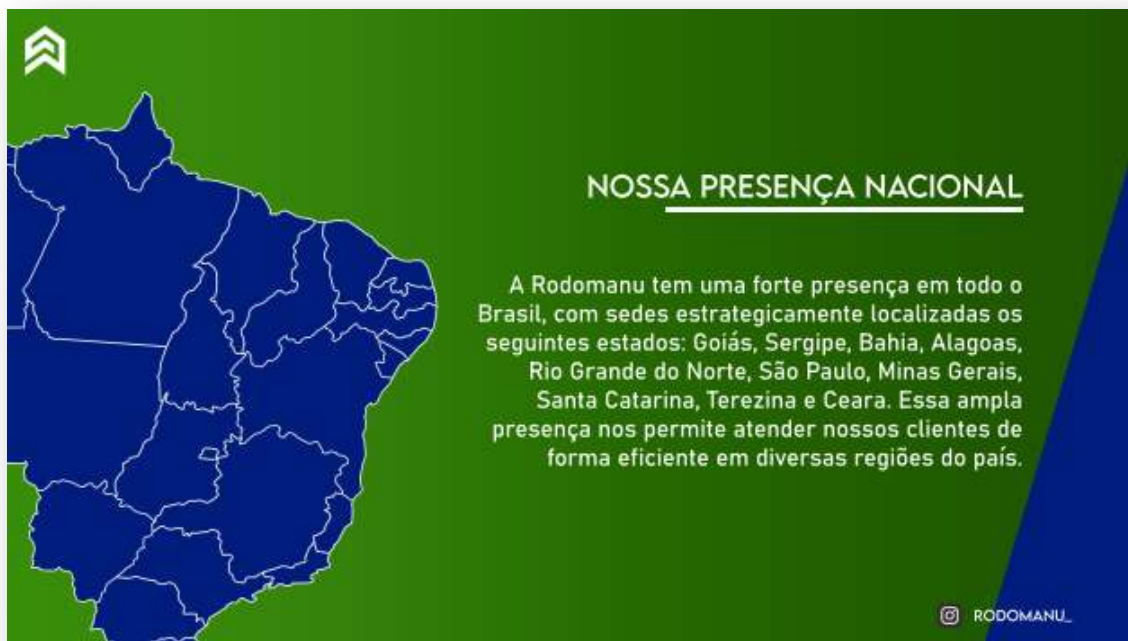 NOSSA PRESENÇA NACIONAL
A Rodomanu tem uma forte presença em todo o
Brasil, com sedes estrategicamente localizadas os
seguintes estados: Goiás, Sergipe, Bahia, Alagoas,
Rio Grande do Norte, São Paulo, Minas Gerais,
Santa Catarina, Terezina e Ceara. Essa ampla
presença nos permite atender nossos clientes de
forma eficiente em diversas regiões do país.
RODOMANU_